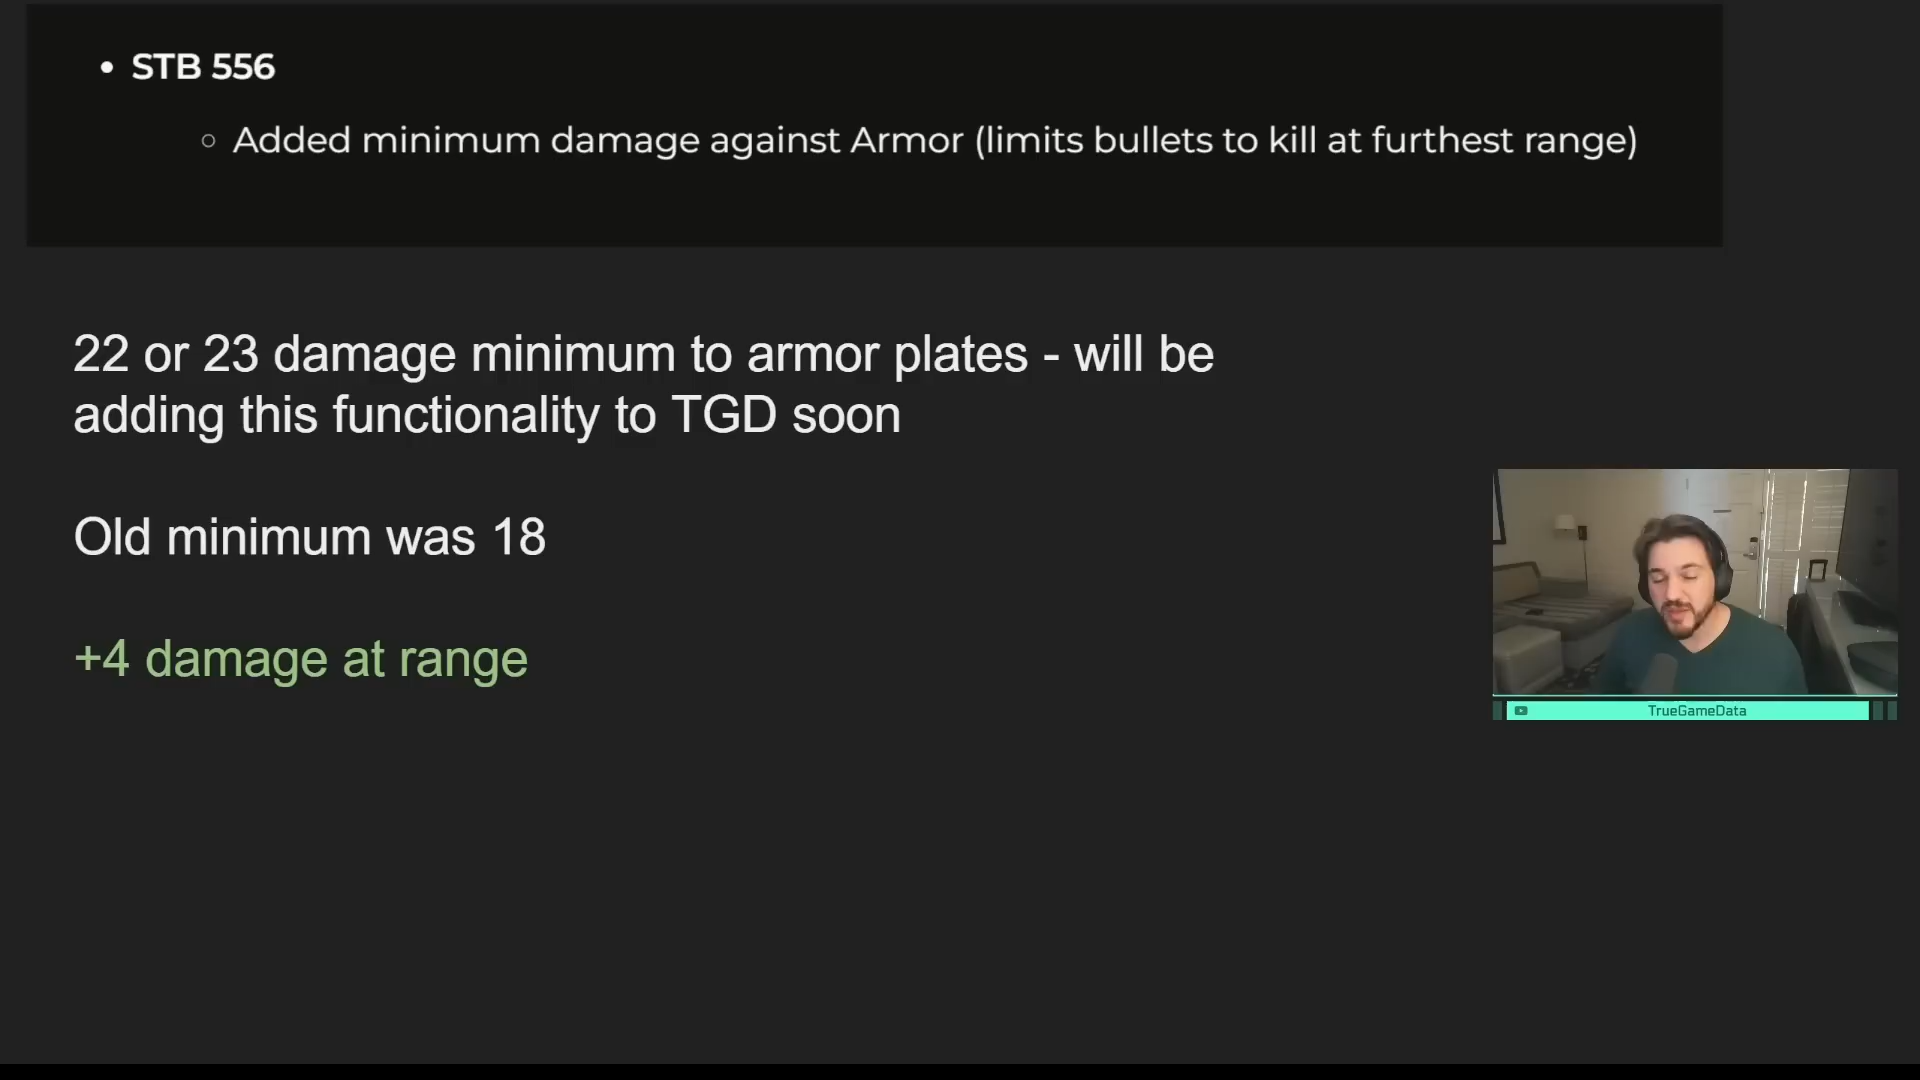 • STB 556
○ Added minimum damage against Armor (limits bullets to kill at furthest range)
22 or 23 damage minimum to armor plates - will be
adding this functionality to TGD soon
Old minimum was 18
+4 damage at range
TrueGameData